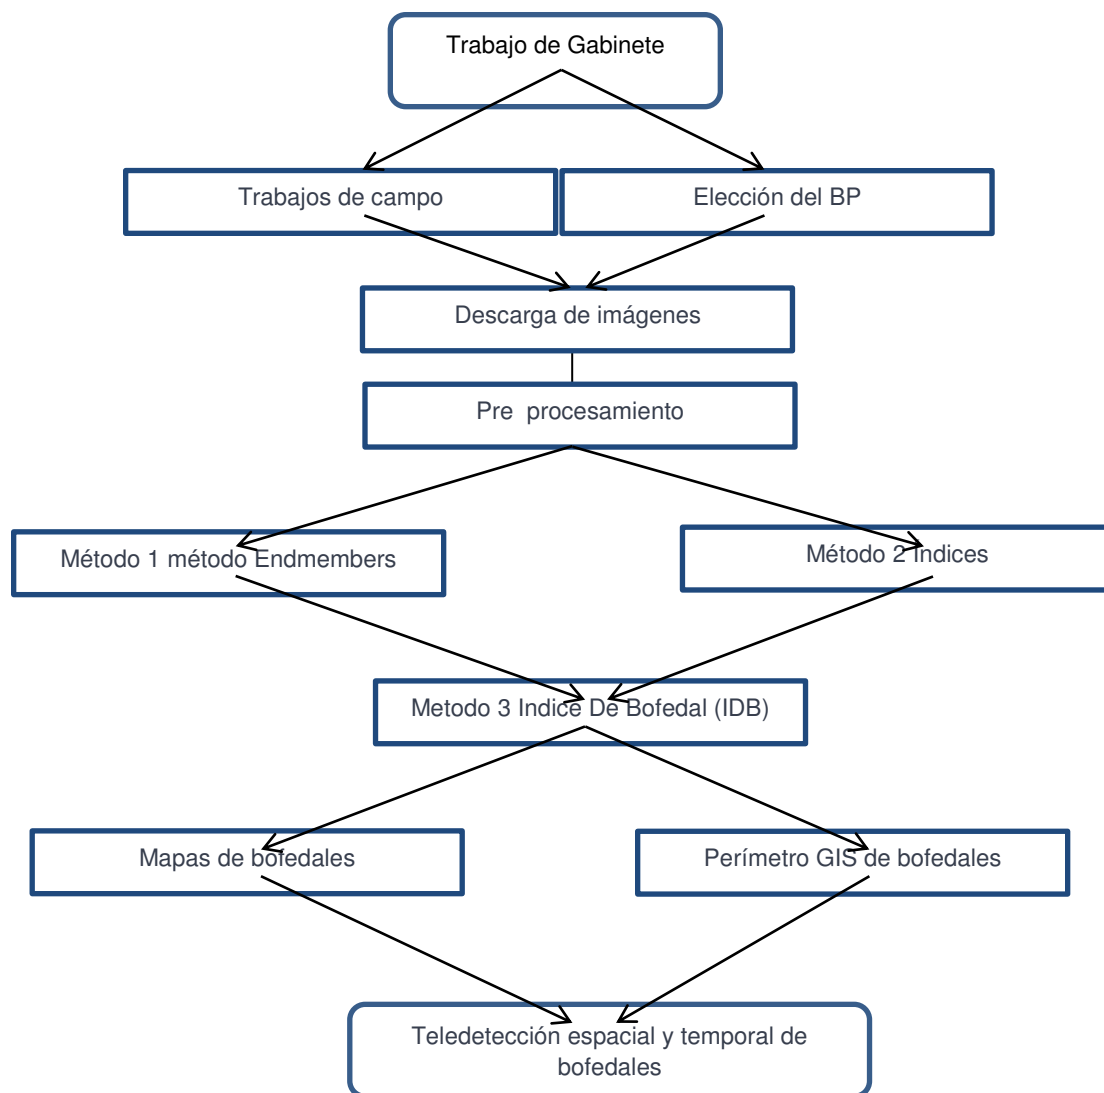 Trabajo de Gabinete
Trabajos de campo
Elección del BP
Descarga de imágenes
Pre procesamiento
Método 1 método Endmembers
Método 2 Indices
Metodo 3 Indice De Bofedal (IDB)
Mapas de bofedales
Perímetro GIS de bofedales
Teledetección espacial y temporal de
bofedales